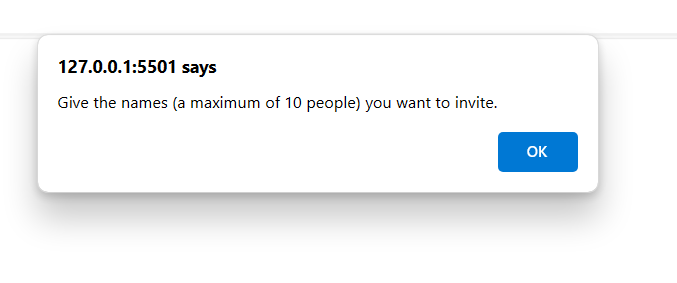 127.0.0.1:5501 says
Give the names (a maximum of 10 people) you want to invite.
OK